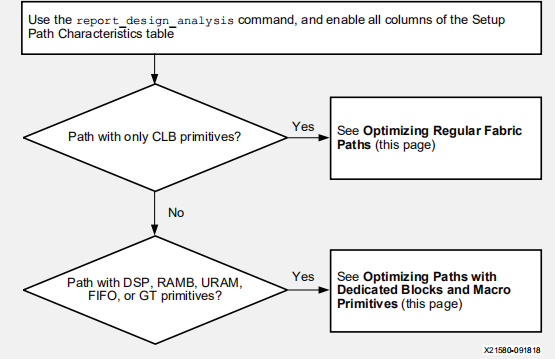 Use the report_design_analysis command, and enable all columns of the Setup
Path Characteristics table
Path with only CLB primitives?
Yes
See Optimizing Regular Fabric
Paths (this page)
No
Path with DSP, RAMB, URAM,
FIFO, or GT primitives?
Yes
See Optimizing Paths with
Dedicated Blocks and Macro
Primitives (this page)
X21580-091818